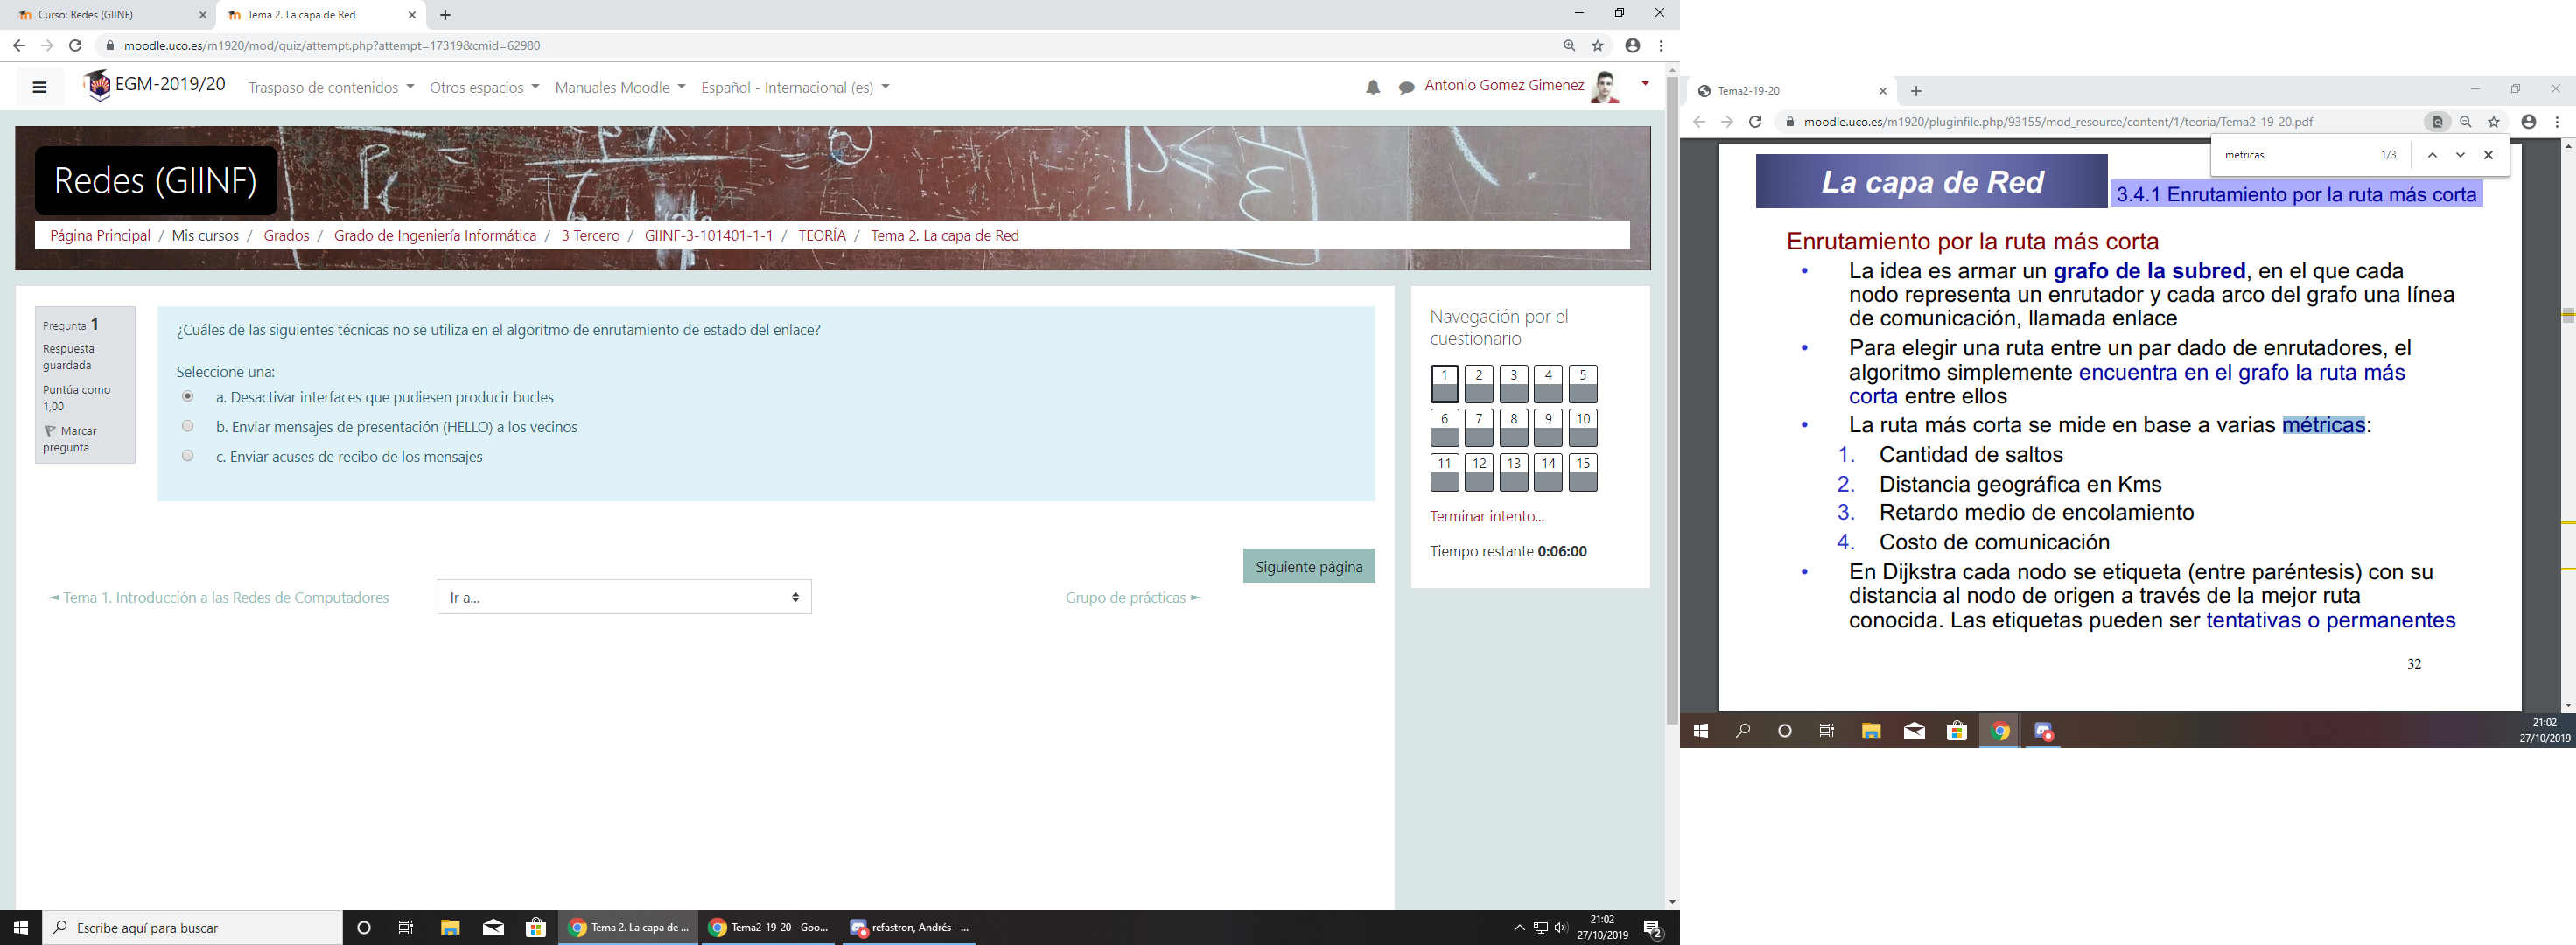 Curso: Redes (GIINF)
Tema 2. La capa de Red
moodle.uco.es/m1920/mod/quiz/attempt.php?attempt=17319&cmid=62980
EGM-2019/20
Traspaso de contenidos
Otros espacios
Manuales Moodle
Español - Internacional (es)
Antonio Gomez Gimenez
Redes (GIINF)
Página Principal / Mis cursos / Grados / Grado de Ingeniería Informática / 3 Tercero / GIINF-3-101401-1-1 / TEORÍA / Tema 2. La capa de Red
Pregunta 1
Respuesta
guardada
Puntúa como
1,00
Marcar
pregunta
¿Cuáles de las siguientes técnicas no se utiliza en el algoritmo de enrutamiento de estado del enlace?
Seleccione una:
a. Desactivar interfaces que pudiesen producir bucles
b. Enviar mensajes de presentación (HELLO) a los vecinos
c. Enviar acuses de recibo de los mensajes
Siguiente página
◄ Tema 1. Introducción a las Redes de Computadores
Ir a...
Grupo de prácticas ►
Navegación por el
cuestionario
1 2 3 4 5
6 7 8 9 10
11 12 13 14 15
Terminar intento...
Tiempo restante 0:06:00
Escribe aquí para buscar
Tema 2. La capa de ...
Tema2-19-20 - Goo...
refastron, Andrés - ...
21:02
27/10/2019
2
Tema2-19-20
moodle.uco.es/m1920/pluginfile.php/93155/mod_resource/content/1/teoria/Tema2-19-20.pdf
metricas
1/3
La capa de Red
3.4.1 Enrutamiento por la ruta más corta
Enrutamiento por la ruta más corta
• La idea es armar un grafo de la subred, en el que cada
nodo representa un enrutador y cada arco del grafo una línea
de comunicación, llamada enlace
• Para elegir una ruta entre un par dado de enrutadores, el
algoritmo simplemente encuentra en el grafo la ruta más
corta entre ellos
• La ruta más corta se mide en base a varias métricas:
1. Cantidad de saltos
2. Distancia geográfica en Kms
3. Retardo medio de encolamiento
4. Costo de comunicación
• En Dijkstra cada nodo se etiqueta (entre paréntesis) con su
distancia al nodo de origen a través de la mejor ruta
conocida. Las etiquetas pueden ser tentativas o permanentes
32
21:02
27/10/2019